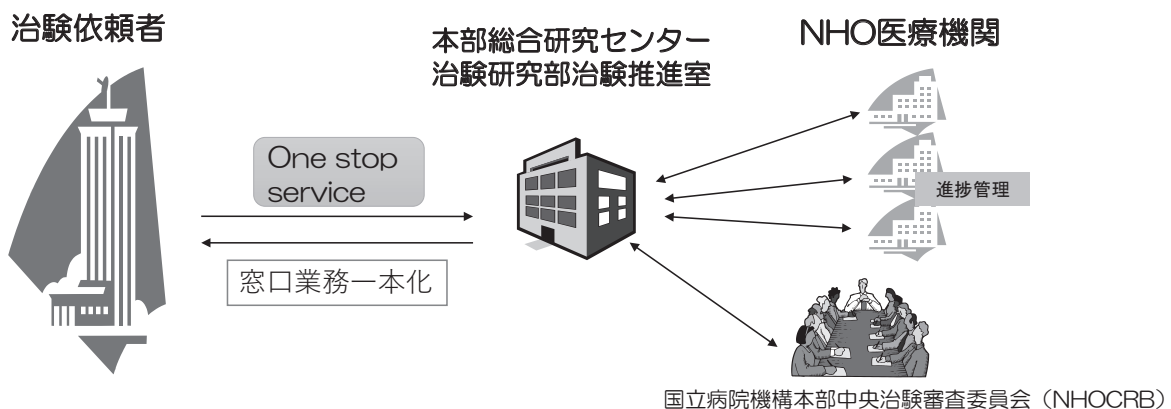 治験依頼者
本部総合研究センター
治験研究部治験推進室
NHO医療機関
One stop
service
進捗管理
窓口業務一本化
国立病院機構本部中央治験審査委員会（NHOCRB）